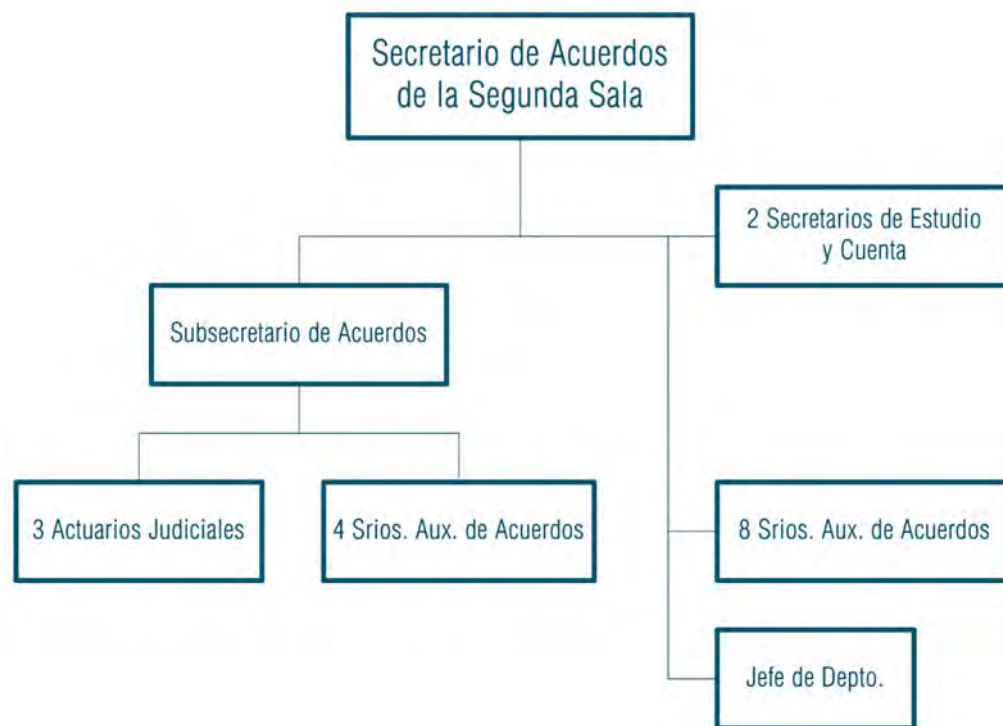 Secretario de Acuerdos
de la Segunda Sala
2 Secretarios de Estudio
y Cuenta
Subsecretario de Acuerdos
3 Actuarios Judiciales
4 Srios. Aux. de Acuerdos
8 Srios. Aux. de Acuerdos
Jefe de Depto.